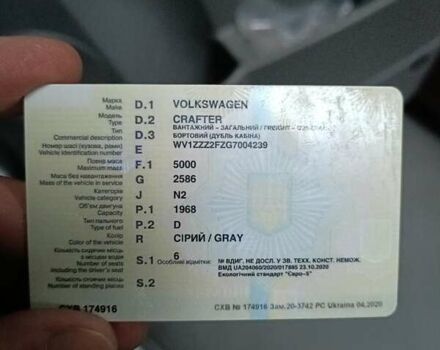 Марка
Make D.1 VOLKSWAGEN
Модель
Type D.2 CRAFTER
Тип
Commercial description D.3 ВАНТАЖНИЙ – ЗАГАЛЬНИЙ / FREIGHT –
БОРТОВИЙ (ДУБЛЬ КАБІНА)
Номер шасі (кузова, рами)
Vehicle identification number E WV1ZZZ2FZG7004239
Повна маса
Maximum mass F.1 5000
Маса без навантаження
Mass of the vehicle in service G 2586
Категорія
Vehicle category J N2
Об'єм двигуна
Capacity P.1 1968
Тип пального
Type of fuel P.2 D
Колір
Color of the vehicle R СІРИЙ / GRAY
Кількість сидячих місць
з місцем водія
Number of seats
including the driver's seat S.1 6 Особливі відмітки: № ДВИГ. НЕ ДОСЛ. У ЗВ. ТЕХХ. КОНСТ. НЕМОЖ.
ВМД UA204060/2020/017895 23.10.2020
Екологічний стандарт "Євро-5"
Кількість стоячих місць
Number of standing places S.2
СХВ 174916
СХВ № 174916 Зам.20-3742 PC Ukraina 04,2020